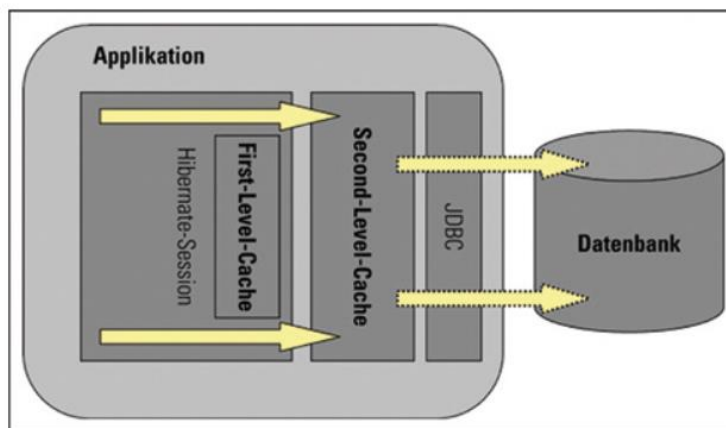 Applikation
Hibernate-Session
First-Level-Cache
Second-Level-Cache
JDBC
Datenbank